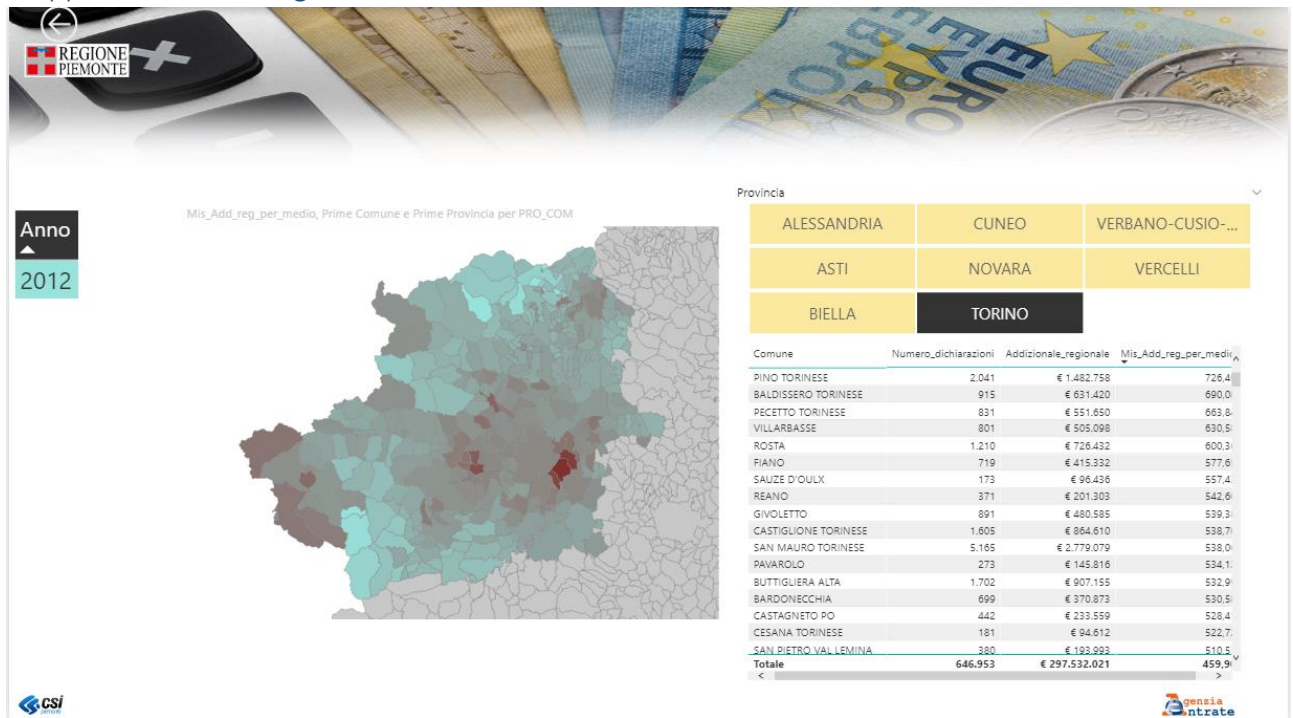 REGIONE
PIEMONTE
EURO
Provincia
Mis_Add_reg_per_medio, Prime Comune e Prime Provincia per PRO_COM
Anno
2012
ALESSANDRIA CUNEO VERBANO-CUSIO-...
ASTI NOVARA VERCELLI
BIELLA TORINO
Comune Numero_dichiarazioni Addizionale_regionale Mis_Add_reg_per_medic
PINO TORINESE 2.041 € 1.482.758 726,4
BALDISSERO TORINESE 915 € 631.420 690,0
PECETTO TORINESE 831 € 551.650 663,8
VILLARBASSE 801 € 505.098 630,5
ROSTA 1.210 € 726.432 600,3
FIANO 719 € 415.332 577,6
SAUZE D'OULX 173 € 96.436 557,4
REANO 371 € 201.303 542,6
GIVOLETTO 891 € 480.585 539,3
CASTIGLIONE TORINESE 1.605 € 864.610 538,7
SAN MAURO TORINESE 5.165 € 2.779.079 538,0
PAVAROLO 273 € 145.816 534,1
BUTTIGLIERA ALTA 1.702 € 907.155 532,9
BARDONECCHIA 699 € 370.873 530,5
CASTAGNETO PO 442 € 233.559 528,4
CESANA TORINESE 181 € 94.612 522,7
SAN PIETRO VAL LEMINA 380 € 193.993 510,5
Totale 646.953 € 297.532.021 459,9
csi
piemonte
Agenzia
Entrate